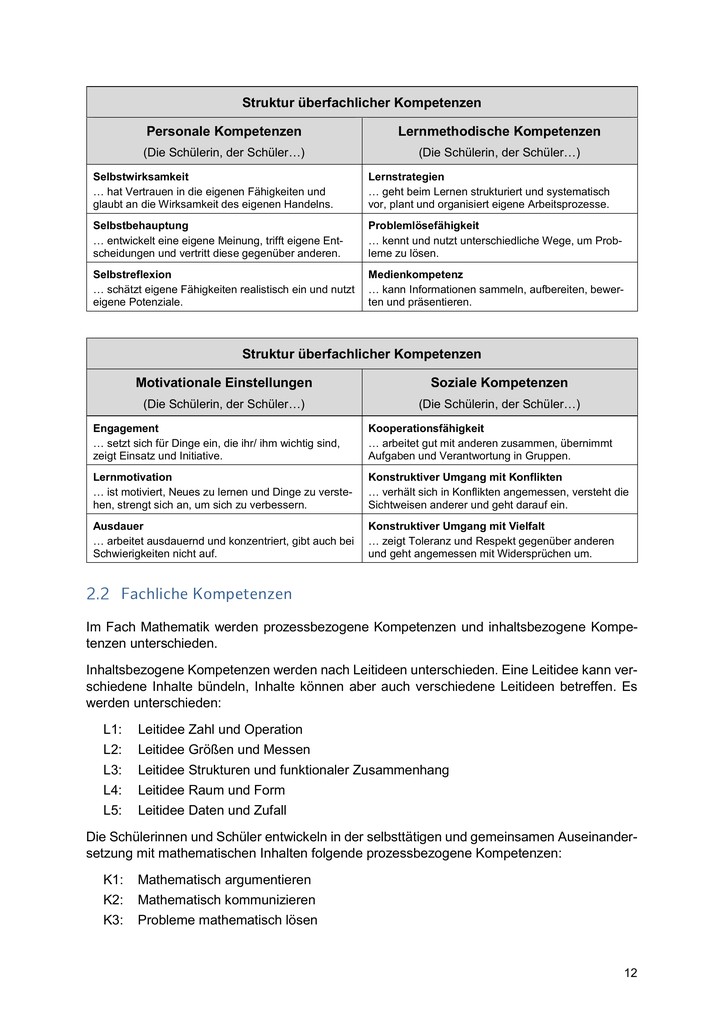 Struktur überfachlicher Kompetenzen
Personale Kompetenzen
(Die Schülerin, der Schüler…)
Lernmethodische Kompetenzen
(Die Schülerin, der Schüler…)
Selbstwirksamkeit
… hat Vertrauen in die eigenen Fähigkeiten und
glaubt an die Wirksamkeit des eigenen Handelns.
Lernstrategien
… geht beim Lernen strukturiert und systematisch
vor, plant und organisiert eigene Arbeitsprozesse.
Selbstbehauptung
… entwickelt eine eigene Meinung, trifft eigene Ent-
scheidungen und vertritt diese gegenüber anderen.
Problemlösefähigkeit
… kennt und nutzt unterschiedliche Wege, um Prob-
leme zu lösen.
Selbstreflexion
… schätzt eigene Fähigkeiten realistisch ein und nutzt
eigene Potenziale.
Medienkompetenz
… kann Informationen sammeln, aufbereiten, bewer-
ten und präsentieren.
Struktur überfachlicher Kompetenzen
Motivationale Einstellungen
(Die Schülerin, der Schüler…)
Soziale Kompetenzen
(Die Schülerin, der Schüler…)
Engagement
… setzt sich für Dinge ein, die ihr/ ihm wichtig sind,
zeigt Einsatz und Initiative.
Kooperationsfähigkeit
… arbeitet gut mit anderen zusammen, übernimmt
Aufgaben und Verantwortung in Gruppen.
Lernmotivation
… ist motiviert, Neues zu lernen und Dinge zu verste-
hen, strengt sich an, um sich zu verbessern.
Konstruktiver Umgang mit Konflikten
… verhält sich in Konflikten angemessen, versteht die
Sichtweisen anderer und geht darauf ein.
Ausdauer
… arbeitet ausdauernd und konzentriert, gibt auch bei
Schwierigkeiten nicht auf.
Konstruktiver Umgang mit Vielfalt
… zeigt Toleranz und Respekt gegenüber anderen
und geht angemessen mit Widersprüchen um.
2.2 Fachliche Kompetenzen
Im Fach Mathematik werden prozessbezogene Kompetenzen und inhaltsbezogene Kompe-
tenzen unterschieden.
Inhaltsbezogene Kompetenzen werden nach Leitideen unterschieden. Eine Leitidee kann ver-
schiedene Inhalte bündeln, Inhalte können aber auch verschiedene Leitideen betreffen. Es
werden unterschieden:
L1: Leitidee Zahl und Operation
L2: Leitidee Größen und Messen
L3: Leitidee Strukturen und funktionaler Zusammenhang
L4: Leitidee Raum und Form
L5: Leitidee Daten und Zufall
Die Schülerinnen und Schüler entwickeln in der selbsttätigen und gemeinsamen Auseinander-
setzung mit mathematischen Inhalten folgende prozessbezogene Kompetenzen:
K1: Mathematisch argumentieren
K2: Mathematisch kommunizieren
K3: Probleme mathematisch lösen
12